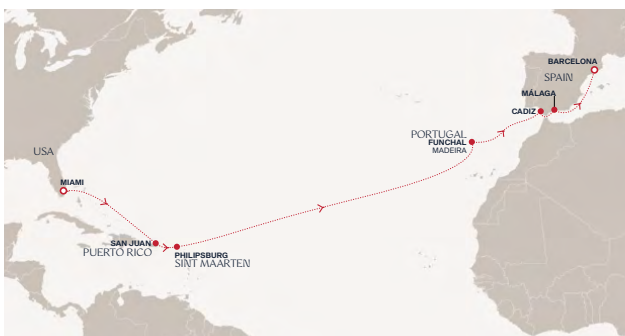 BARCELONA
SPAIN
MÁLAGA
CADIZ
PORTUGAL
FUNCHAL
MADEIRA
USA
MIAMI
SAN JUAN
PUERTO RICO
PHILIPSBURG
SINT MAARTEN